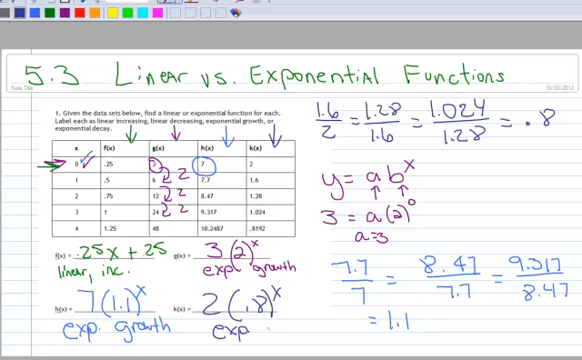 5.3 Linear vs. Exponential Functions
10/30/2012
1. Given the data sets below, find a linear or exponential function for each.
Label each as linear increasing, linear decreasing, exponential growth, or
exponential decay.
x f(x) g(x) h(x) k(x)
0 .25 3 7 2
1 .5 6 7.7 1.6
2 .75 12 8.47 1.28
3 1 24 9.317 1.024
4 1.25 48 10.2487 .8192
2
2
2
f(x) = .25x + .25 g(x) = 3(2)^x
linear, inc. exp. growth
h(x) = 7(1.1)^x k(x) = 2(.8)^x
exp. growth exp
1.6/2 = 1.28/1.6 = 1.024/1.28 = .8
y = ab^x
3 = a(2)^0
a=3
7.7/7 = 8.47/7.7 = 9.317/8.47
= 1.1